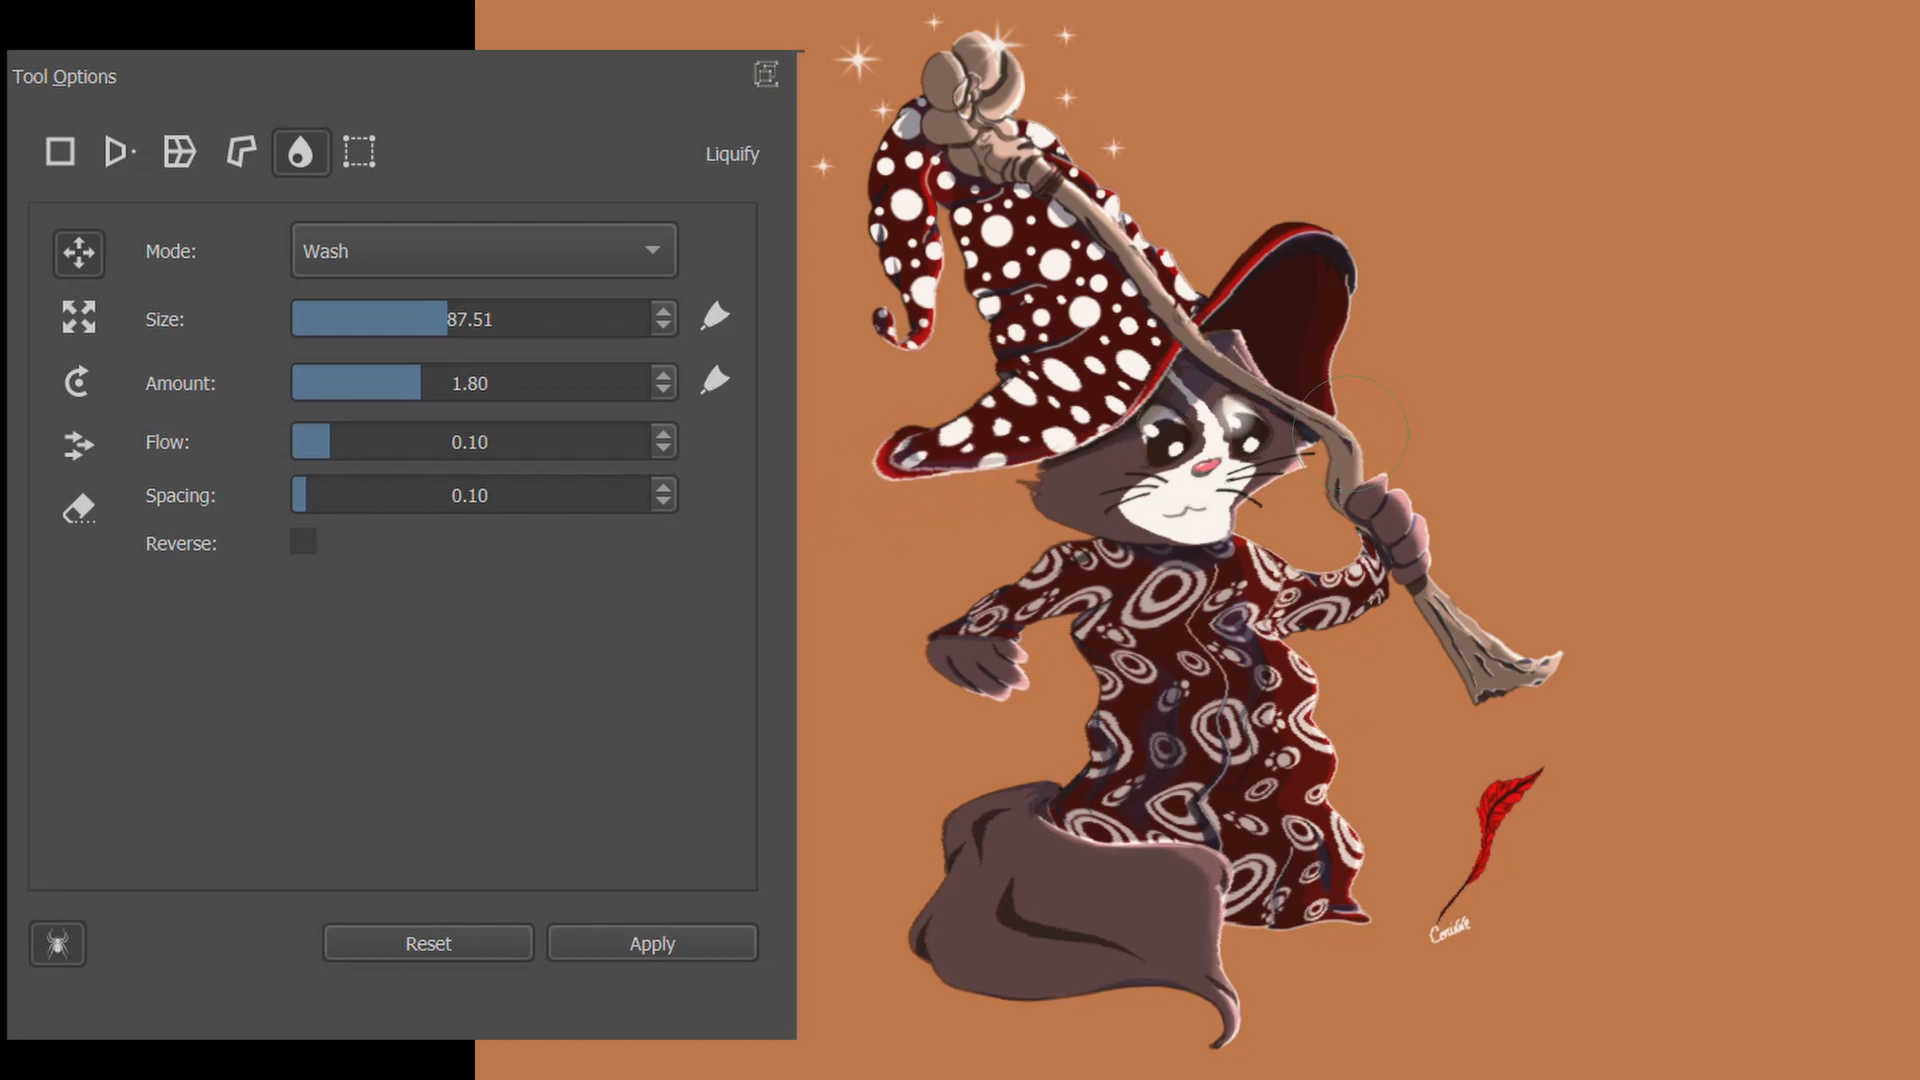 Tool Options
Liquify
Mode: Wash
Size: 87.51
Amount: 1.80
Flow: 0.10
Spacing: 0.10
Reverse:
Reset Apply